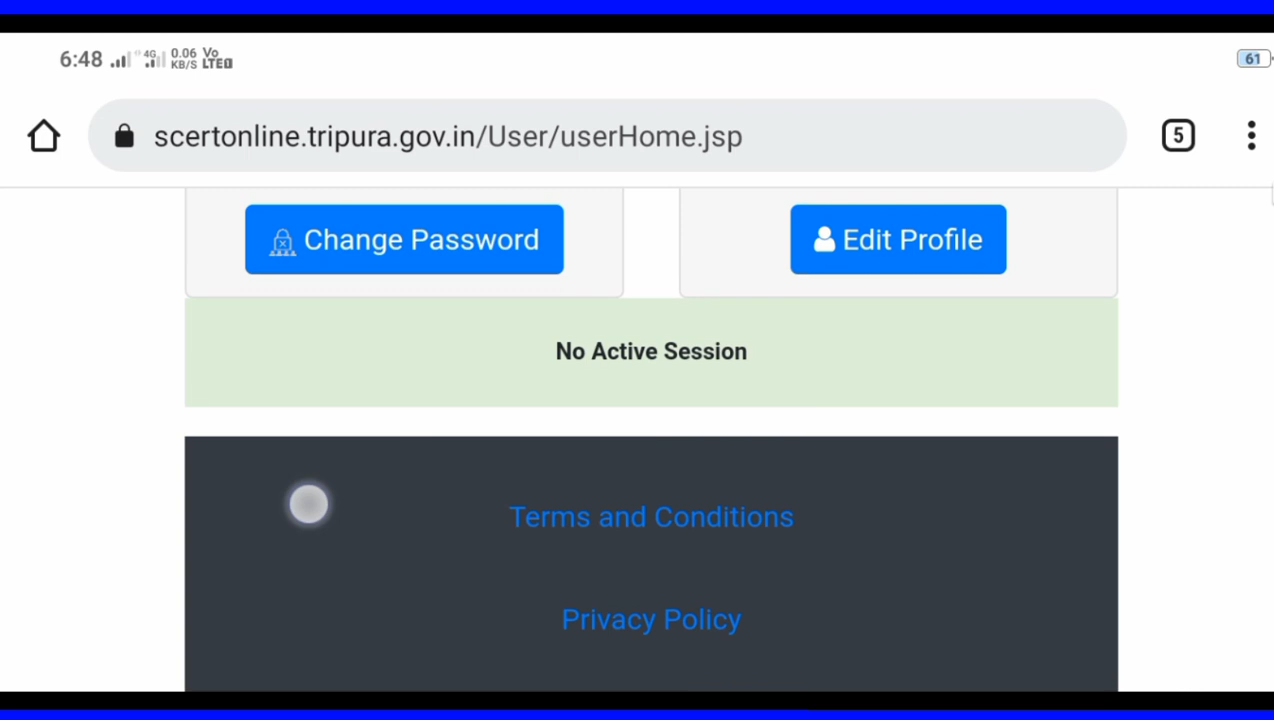 6:48 4G 0.06 KB/S Vo LTE 61
scertonline.tripura.gov.in/User/userHome.jsp 5
Change Password Edit Profile
No Active Session
Terms and Conditions
Privacy Policy